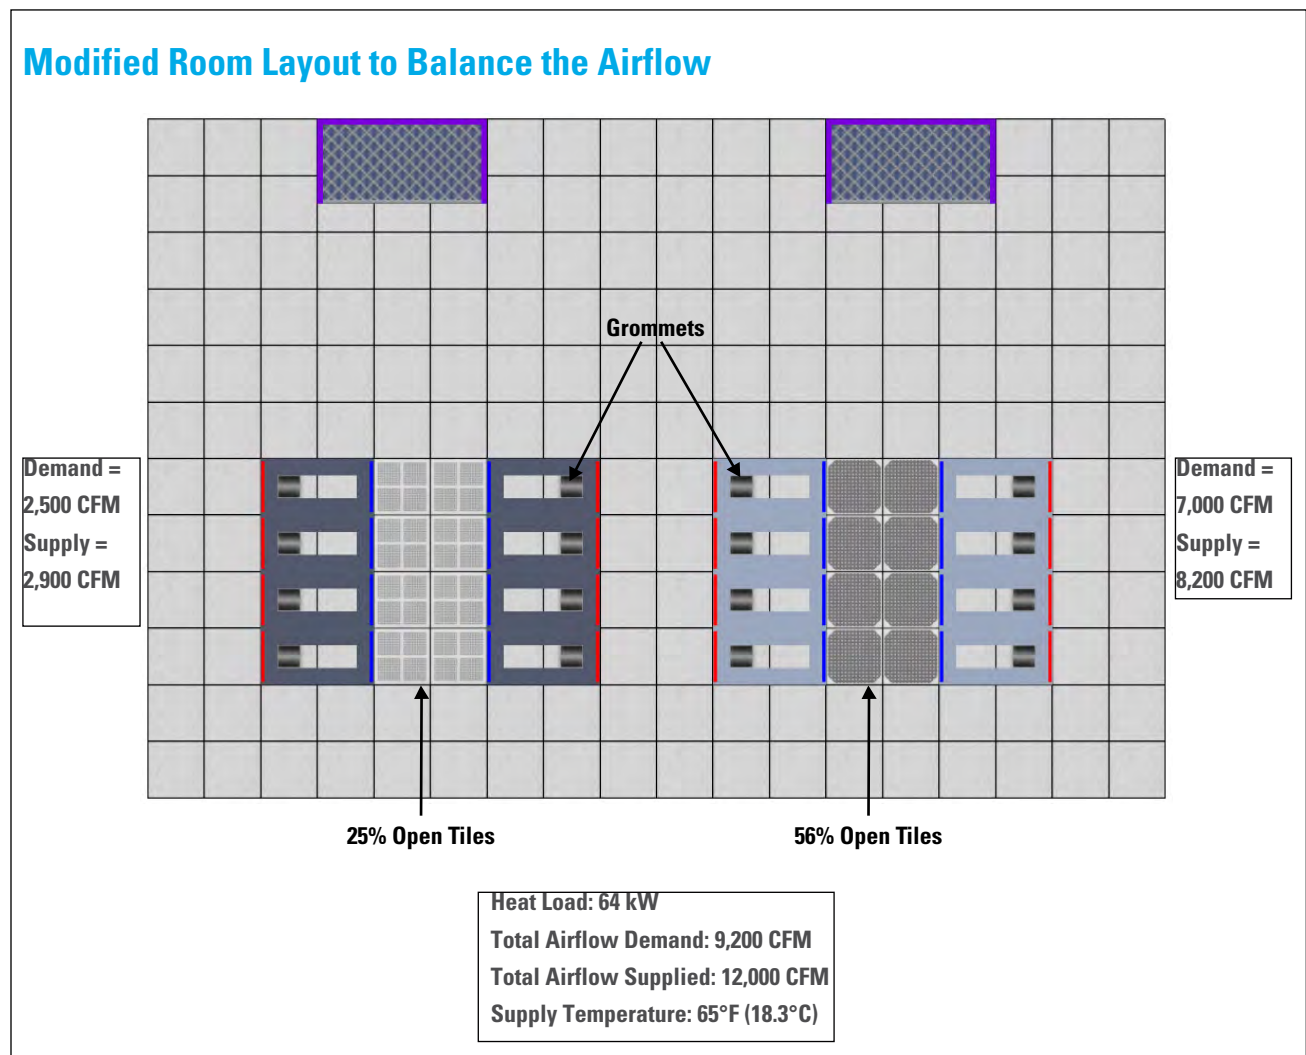 Modified Room Layout to Balance the Airflow
Grommets
Demand =
2,500 CFM
Supply =
2,900 CFM
Demand =
7,000 CFM
Supply =
8,200 CFM
25% Open Tiles
56% Open Tiles
Heat Load: 64 kW
Total Airflow Demand: 9,200 CFM
Total Airflow Supplied: 12,000 CFM
Supply Temperature: 65°F (18.3°C)